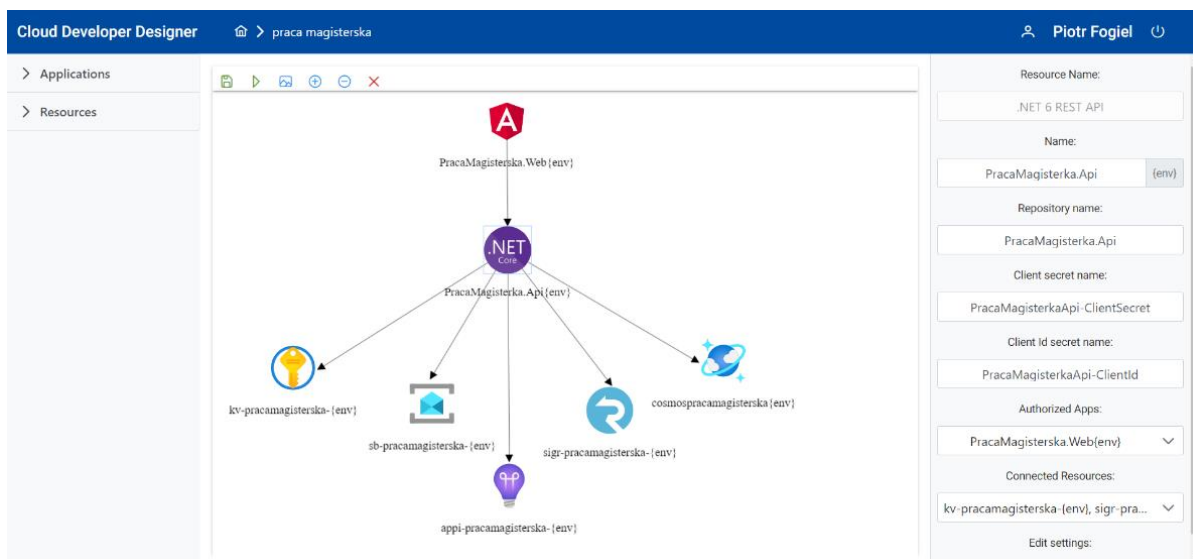 Cloud Developer Designer
praca magisterska
Piotr Fogiel
Applications
Resources
PracaMagisterska.Web{env}
.NET
Core
PracaMagisterka.Api{env}
kv-pracamagisterska-{env}
sb-pracamagisterska-{env}
sigr-pracamagisterska-{env}
cosmospracamagisterska{env}
appi-pracamagisterska-{env}
Resource Name:
.NET 6 REST API
Name:
PracaMagisterka.Api {env}
Repository name:
PracaMagisterka.Api
Client secret name:
PracaMagisterkaApi-ClientSecret
Client Id secret name:
PracaMagisterkaApi-ClientId
Authorized Apps:
PracaMagisterska.Web{env}
Connected Resources:
kv-pracamagisterska-{env}, sigr-pra...
Edit settings: